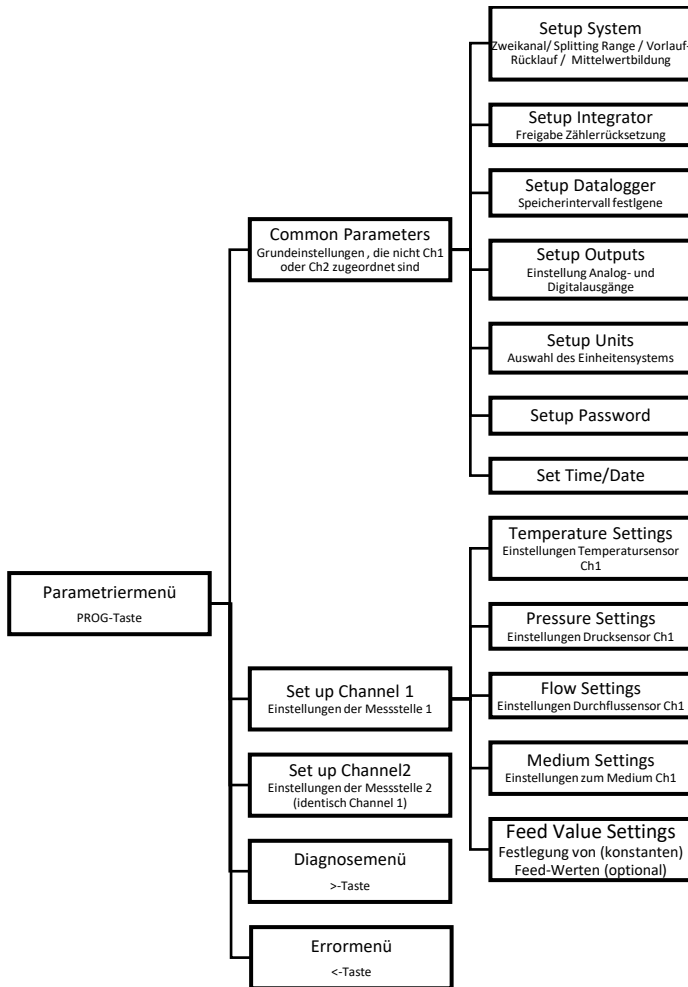 Parametriermenü
PROG-Taste
Common Parameters
Grundeinstellungen , die nicht Ch1
oder Ch2 zugeordnet sind
Setup System
Zweikanal/ Splitting Range / Vorlauf-
Rücklauf / Mittelwertbildung
Setup Integrator
Freigabe Zählerrücksetzung
Setup Datalogger
Speicherintervall festlgene
Setup Outputs
Einstellung Analog- und
Digitalausgänge
Setup Units
Auswahl des Einheitensystems
Setup Password
Set Time/Date
Set up Channel 1
Einstellungen der Messstelle 1
Temperature Settings
Einstellungen Temperatursensor
Ch1
Pressure Settings
Einstellungen Drucksensor Ch1
Flow Settings
Einstellungen Durchflussensor Ch1
Medium Settings
Einstellungen zum Medium Ch1
Feed Value Settings
Festlegung von (konstanten)
Feed-Werten (optional)
Set up Channel2
Einstellungen der Messstelle 2
(identisch Channel 1)
Diagnosemenü
>-Taste
Errormenü
<-Taste